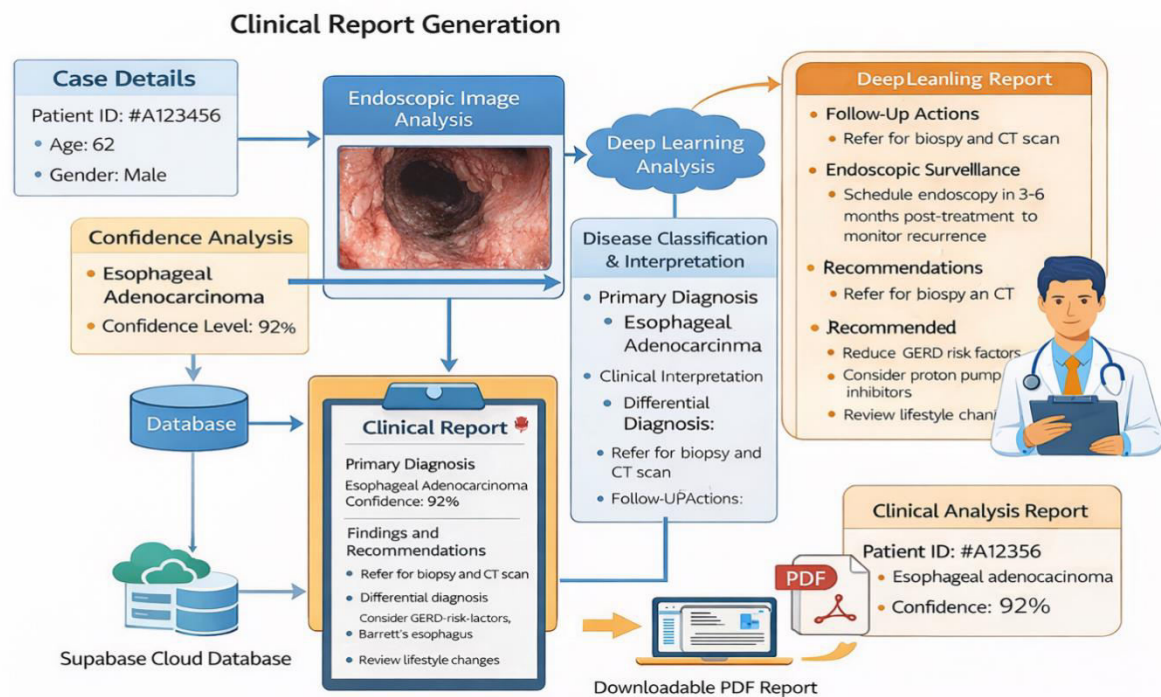 Clinical Report Generation
Case Details
Patient ID: #A123456
Age: 62
Gender: Male
Endoscopic Image
Analysis
Deep Learning
Analysis
DeepLeanling Report
Follow-Up Actions
Refer for biospy and CT scan
Endoscopic Survelllance
Schedule endoscopy in 3-6
months post-treatment to
monitor recurrence
Recommendations
Refer for biospy an CT
Recommended
Reduce GERD risk factors
Consider proton pump
inhibitors
Review lifestyle chani
Confidence Analysis
Esophageal
Adenocarcinoma
Confidence Level: 92%
Disease Classification
& Interpretation
Primary Diagnosis
Esophageal
Adenocarcinma
Clinical Interpretation
Differential
Diagnosis:
Refer for biopsy and
CT scan
Follow-UPActions:
Database
Supabase Cloud Database
Clinical Report
Primary Diagnosis
Esophageal Adenocarcinoma
Confidence: 92%
Findings and
Recommendations
Refer for biopsy and CT scan
Differential diagnosis
Consider GERD-risk-lactors,
Barrett's esophagus
Review lifestyle changes
Downloadable PDF Report
PDF
Clinical Analysis Report
Patient ID: #A12356
Esophageal adenocacinoma
Confidence: 92%